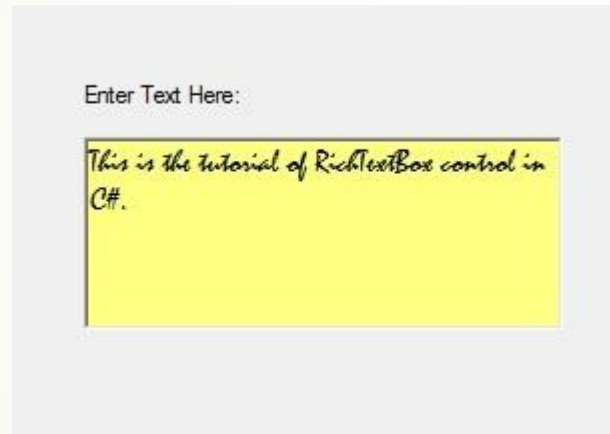 Enter Text Here:
This is the tutorial of RichTextBox control in
C#.